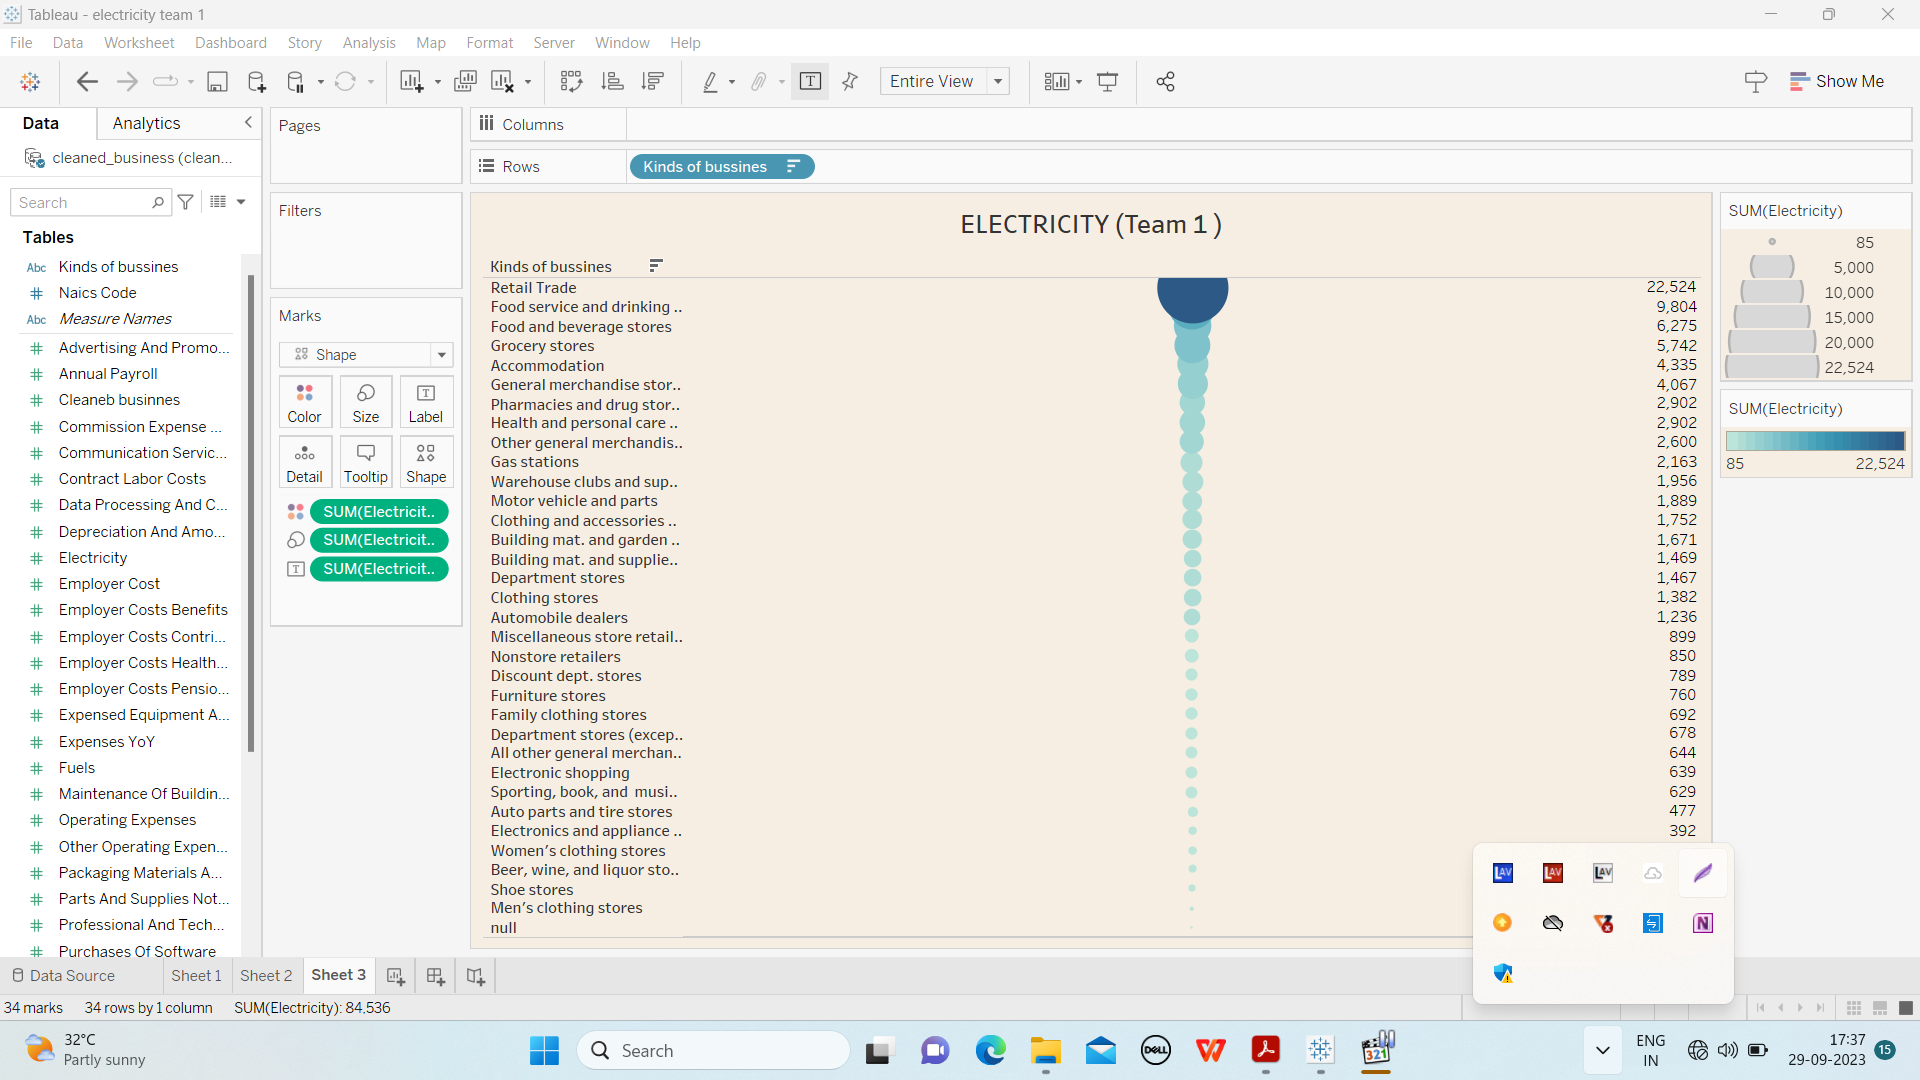 Tableau - electricity team 1
File Data Worksheet Dashboard Story Analysis Map Format Server Window Help
Entire View
Show Me
Data Analytics
cleaned_business (clean...
Search
Tables
Abc Kinds of bussines
Naics Code
Abc Measure Names
Advertising And Promo...
Annual Payroll
Cleaneb businnes
Commission Expense ...
Communication Servic...
Contract Labor Costs
Data Processing And C...
Depreciation And Amo...
Electricity
Employer Cost
Employer Costs Benefits
Employer Costs Contri...
Employer Costs Health...
Employer Costs Pensio...
Expensed Equipment A...
Expenses YoY
Fuels
Maintenance Of Buildin...
Operating Expenses
Other Operating Expen...
Packaging Materials A...
Parts And Supplies Not...
Professional And Tech...
Purchases Of Software
Pages
Filters
Marks
Shape
Color Size Label
Detail Tooltip Shape
SUM(Electricit..
SUM(Electricit..
SUM(Electricit..
Columns
Rows Kinds of bussines
ELECTRICITY (Team 1 )
Kinds of bussines
Retail Trade 22,524
Food service and drinking .. 9,804
Food and beverage stores 6,275
Grocery stores 5,742
Accommodation 4,335
General merchandise stor.. 4,067
Pharmacies and drug stor.. 2,902
Health and personal care .. 2,902
Other general merchandis.. 2,600
Gas stations 2,163
Warehouse clubs and sup.. 1,956
Motor vehicle and parts 1,889
Clothing and accessories .. 1,752
Building mat. and garden .. 1,671
Building mat. and supplie.. 1,469
Department stores 1,467
Clothing stores 1,382
Automobile dealers 1,236
Miscellaneous store retail.. 899
Nonstore retailers 850
Discount dept. stores 789
Furniture stores 760
Family clothing stores 692
Department stores (excep.. 678
All other general merchan.. 644
Electronic shopping 639
Sporting, book, and musi.. 629
Auto parts and tire stores 477
Electronics and appliance .. 392
Women's clothing stores
Beer, wine, and liquor sto..
Shoe stores
Men's clothing stores
null
SUM(Electricity)
85
5,000
10,000
15,000
20,000
22,524
SUM(Electricity)
85 22,524
LAV LAV LAV
N
Data Source Sheet 1 Sheet 2 Sheet 3
34 marks 34 rows by 1 column SUM(Electricity): 84,536
32°C
Partly sunny
Search
DELL
321
ENG
IN
17:37
29-09-2023
15